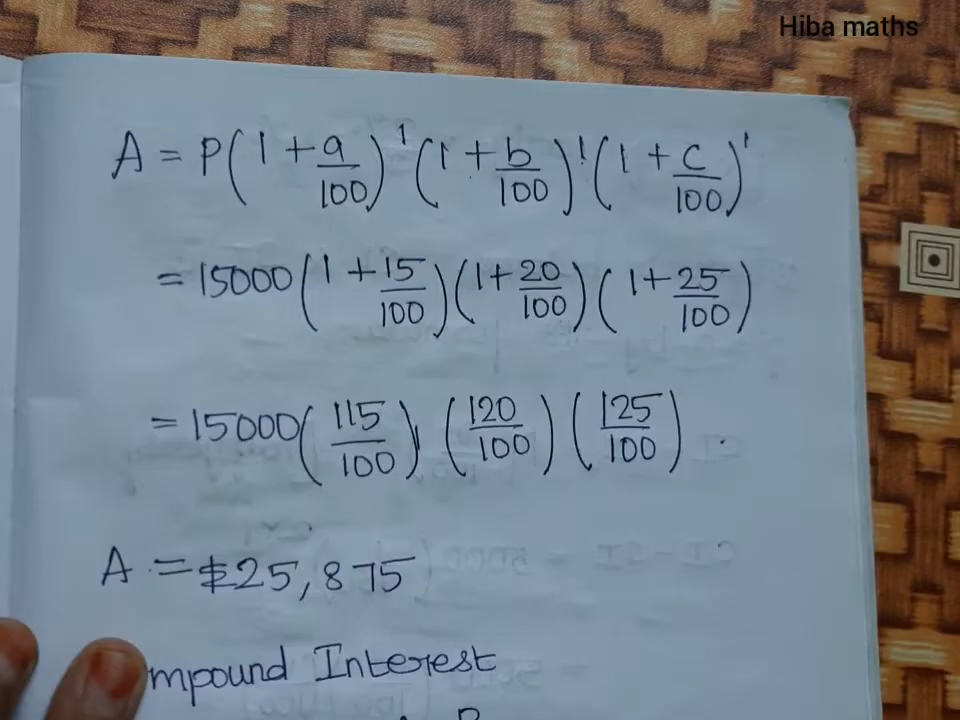 Hiba maths
A = P(1 + a/100)¹ (1 + b/100)¹ (1 + c/100)¹
= 15000(1 + 15/100)(1 + 20/100)(1 + 25/100)
= 15000(115/100)(120/100)(125/100)
A = $25,875
mpound Interest